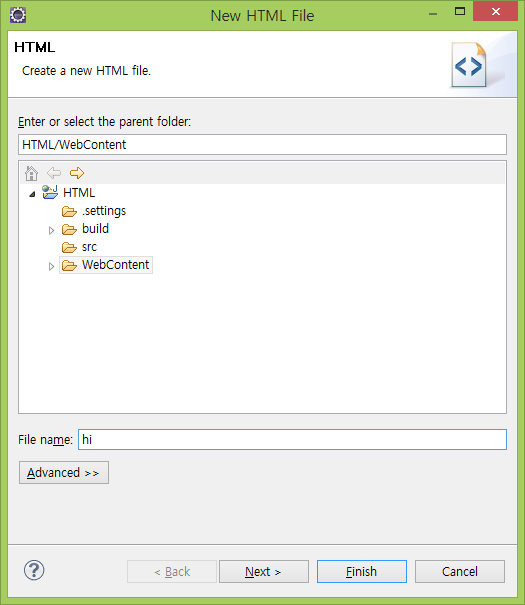 New HTML File
HTML
Create a new HTML file.
Enter or select the parent folder:
HTML/WebContent
HTML
.settings
build
src
WebContent
File name: hi
Advanced >>
? < Back Next > Finish Cancel